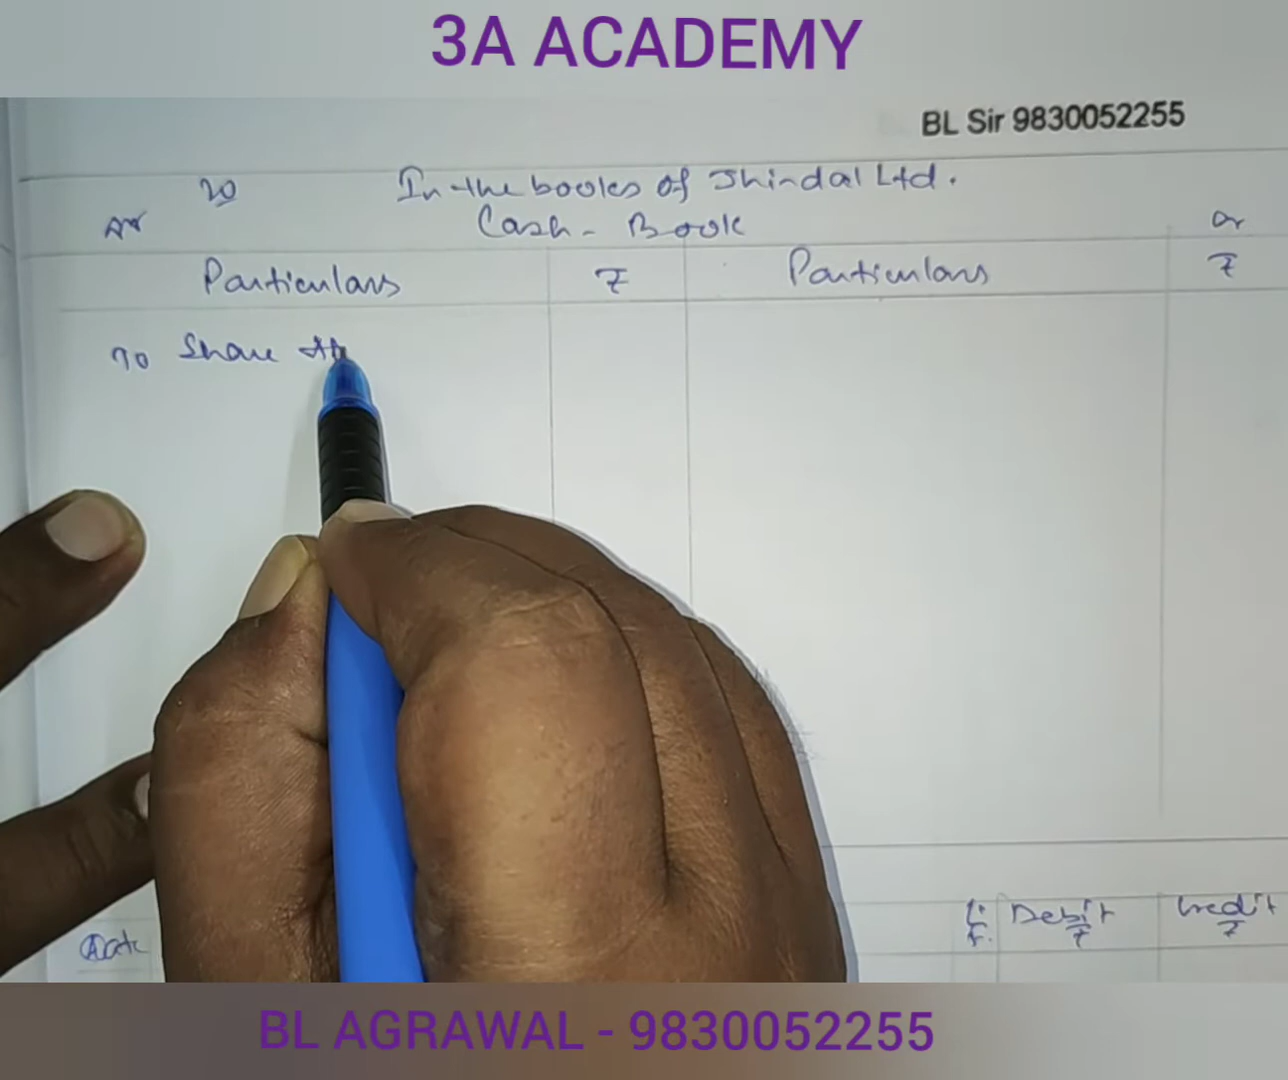 3A ACADEMY
BL Sir 9830052255
20 In the books of Jhindal Ltd.
Dr Cash - Book Cr
Particulars ₹ Particulars ₹
To Share
L. F. Debit ₹ Credit ₹
Date
BL AGRAWAL - 9830052255